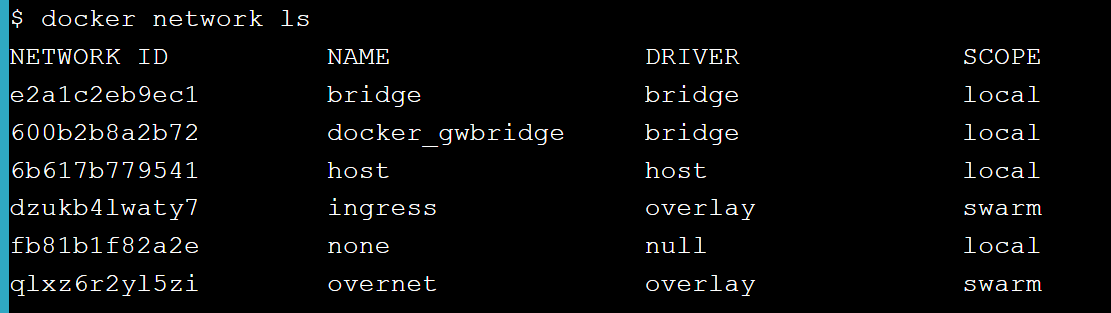 $ docker network ls
NETWORK ID NAME DRIVER SCOPE
e2a1c2eb9ec1 bridge bridge local
600b2b8a2b72 docker_gwbridge bridge local
6b617b779541 host host local
dzukb4lwaty7 ingress overlay swarm
fb81b1f82a2e none null local
qlxz6r2yl5zi overnet overlay swarm